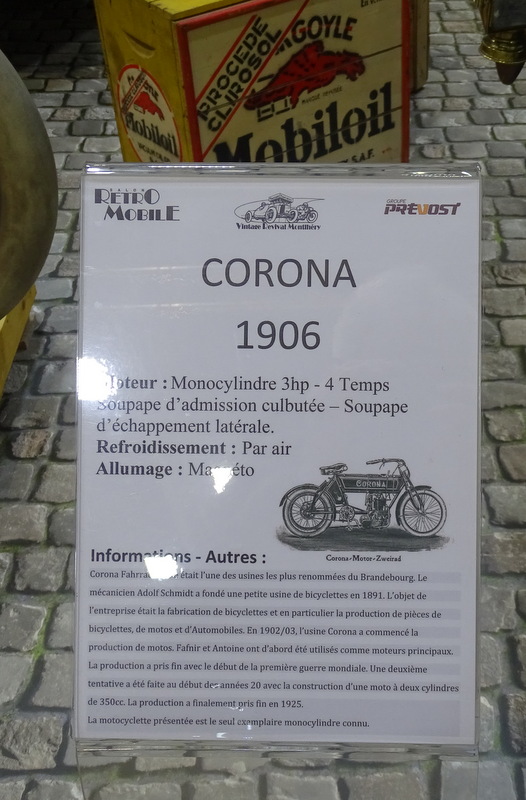 GOYLE
PROCEDE
CLAIROSOL
MARQUE DÉPOSÉE
Mobiloil
Mobiloil
S.A.F.
SALON
RETRO
MOBILE
Vintage Revival Montlhéry
GROUPE
PREVOST
CORONA
1906
Moteur : Monocylindre 3hp - 4 Temps
Soupape d’admission culbutée – Soupape
d’échappement latérale.
Refroidissement : Par air
Allumage : Magnéto
CORONA
Corona-Motor-Zweirad
Informations - Autres :
Corona était l'une des usines les plus renommées du Brandebourg. Le
mécanicien Adolf Schmidt a fondé une petite usine de bicyclettes en 1891. L'objet de
l'entreprise était la fabrication de bicyclettes et en particulier la production de pièces de
bicyclettes, de motos et d'Automobiles. En 1902/03, l'usine Corona a commencé la
production de motos. Fafnir et Antoine ont d'abord été utilisés comme moteurs principaux.
La production a pris fin avec le début de la première guerre mondiale. Une deuxième
tentative a été faite au début des années 20 avec la construction d'une moto à deux cylindres
de 350cc. La production a finalement pris fin en 1925.
La motocyclette présentée est le seul exemplaire monocylindre connu.